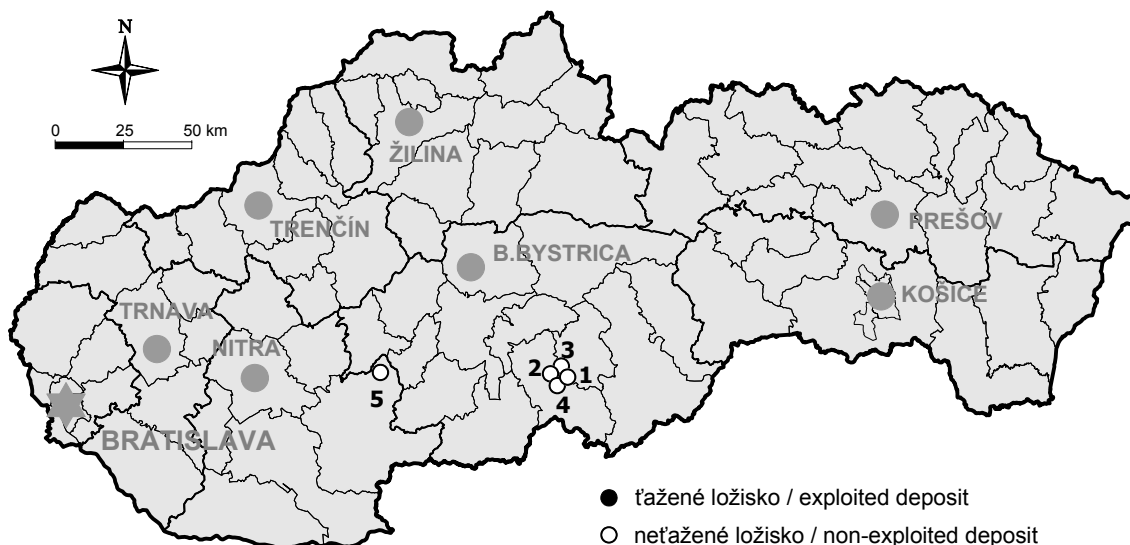 N
0 25 50 km
ŽILINA
TRENČÍN
PREŠOV
B.BYSTRICA
KOŠICE
TRNAVA
NITRA
3
2 1
5 4
BRATISLAVA
ťažené ložisko / exploited deposit
neťažené ložisko / non-exploited deposit